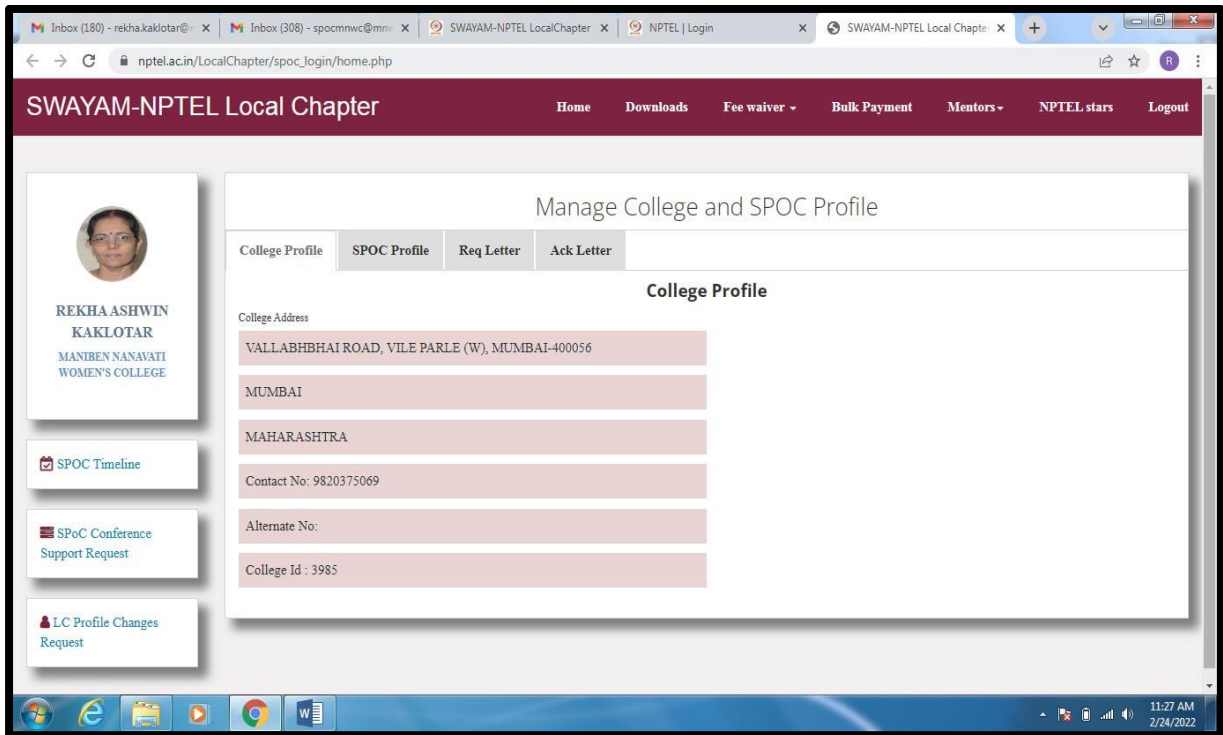 Inbox (180) - rekha.kaklotar@
Inbox (308) - spocmnwc@mn
SWAYAM-NPTEL LocalChapter
NPTEL | Login
SWAYAM-NPTEL Local Chapte
nptel.ac.in/LocalChapter/spoc_login/home.php
R
SWAYAM-NPTEL Local Chapter
Home Downloads Fee waiver Bulk Payment Mentors NPTEL stars Logout
REKHA ASHWIN
KAKLOTAR
MANIBEN NANAVATI
WOMEN'S COLLEGE
SPOC Timeline
SPoC Conference
Support Request
LC Profile Changes
Request
Manage College and SPOC Profile
College Profile SPOC Profile Req Letter Ack Letter
College Profile
College Address
VALLABHBHAI ROAD, VILE PARLE (W), MUMBAI-400056
MUMBAI
MAHARASHTRA
Contact No: 9820375069
Alternate No:
College Id : 3985
11:27 AM
2/24/2022